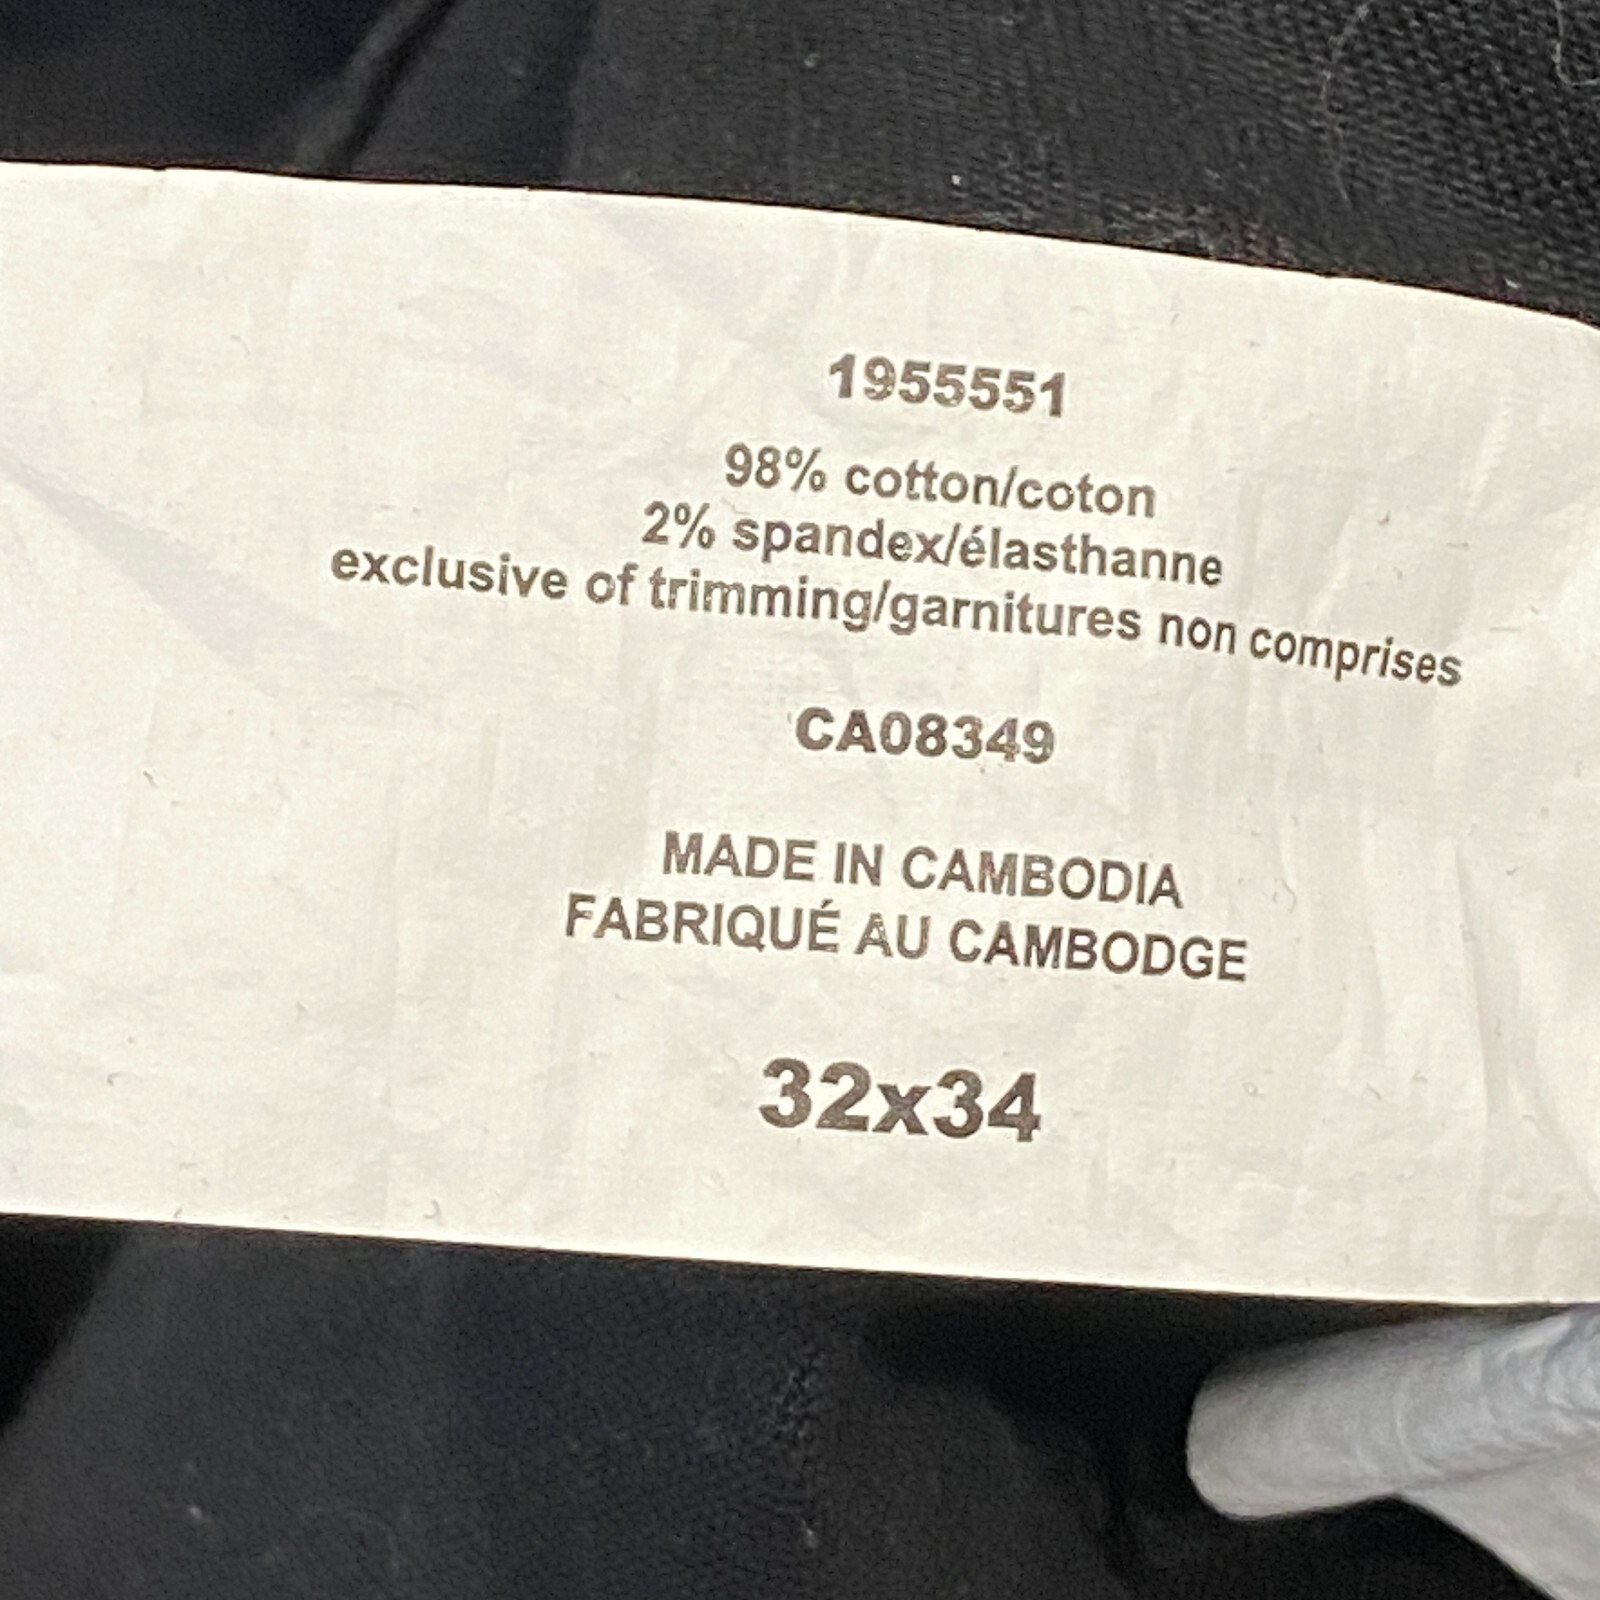 1955551
98% cotton/coton
2% spandex/élasthanne
exclusive of trimming/garnitures non comprises
CA08349
MADE IN CAMBODIA
FABRIQUÉ AU CAMBODGE
32x34